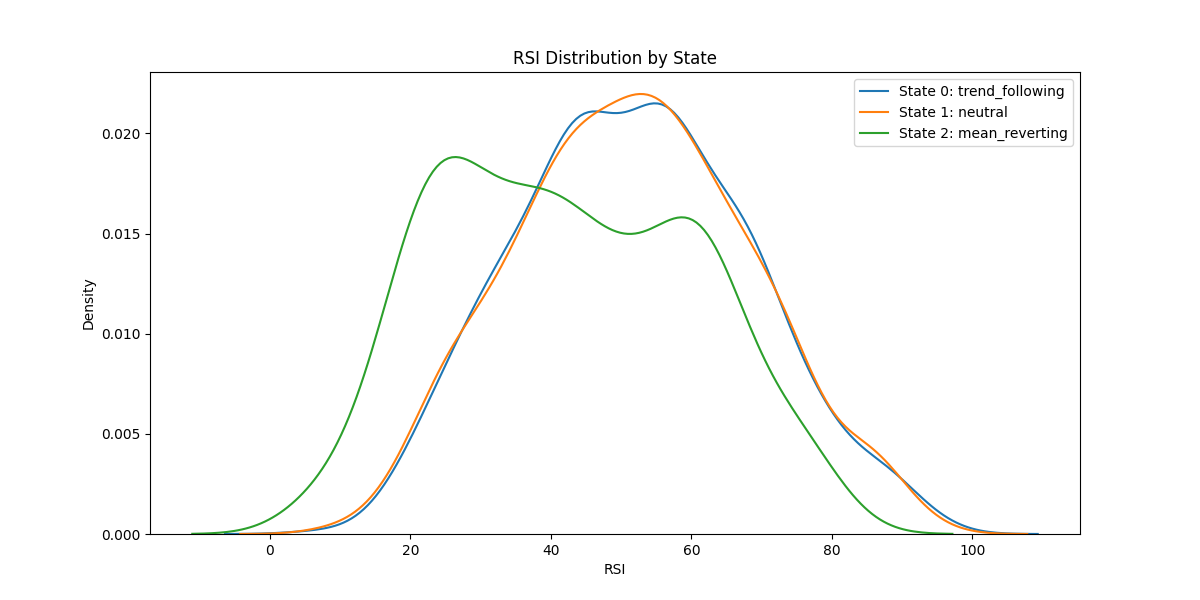 RSI Distribution by State
State 0: trend_following
State 1: neutral
State 2: mean_reverting
Density
0.020
0.015
0.010
0.005
0.000
0
20
40
60
80
100
RSI